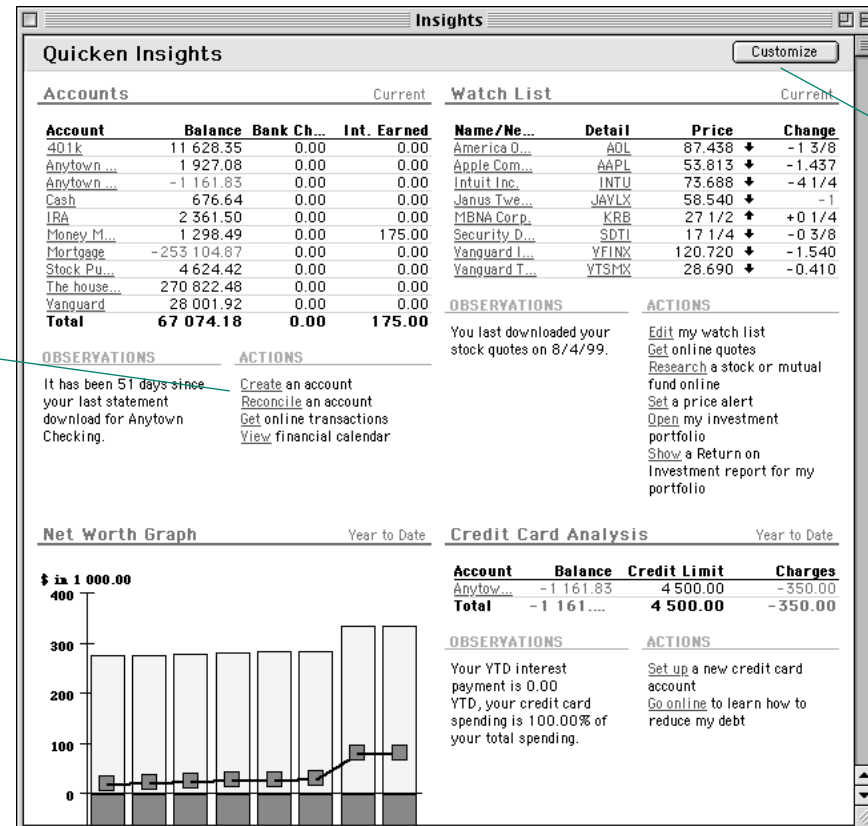 Insights
Quicken Insights
Customize
Accounts Current
Account Balance Bank Ch... Int. Earned
401k 11 628.35 0.00 0.00
Anytown ... 1 927.08 0.00 0.00
Anytown ... -1 161.83 0.00 0.00
Cash 676.64 0.00 0.00
IRA 2 361.50 0.00 0.00
Money M... 1 298.49 0.00 175.00
Mortgage -253 104.87 0.00 0.00
Stock Pu... 4 624.42 0.00 0.00
The house... 270 822.48 0.00 0.00
Vanguard 28 001.92 0.00 0.00
Total 67 074.18 0.00 175.00
OBSERVATIONS
It has been 51 days since
your last statement
download for Anytown
Checking.
ACTIONS
Create an account
Reconcile an account
Get online transactions
View financial calendar
Watch List Current
Name/Ne... Detail Price Change
America O... AOL 87.438 -1 3/8
Apple Com... AAPL 53.813 -1.437
Intuit Inc. INTU 73.688 -4 1/4
Janus Twe... JAVLX 58.540 -1
MBNA Corp. KRB 27 1/2 +0 1/4
Security D... SDTI 17 1/4 -0 3/8
Vanguard I... VFINX 120.720 -1.540
Vanguard T... VTSMX 28.690 -0.410
OBSERVATIONS
You last downloaded your
stock quotes on 8/4/99.
ACTIONS
Edit my watch list
Get online quotes
Research a stock or mutual
fund online
Set a price alert
Open my investment
portfolio
Show a Return on
Investment report for my
portfolio
Net Worth Graph Year to Date
$ in 1 000.00
400
300
200
100
0
Credit Card Analysis Year to Date
Account Balance Credit Limit Charges
Anytow... -1 161.83 4 500.00 -350.00
Total -1 161.... 4 500.00 -350.00
OBSERVATIONS
Your YTD interest
payment is 0.00
YTD, your credit card
spending is 100.00% of
your total spending.
ACTIONS
Set up a new credit card
account
Go online to learn how to
reduce my debt